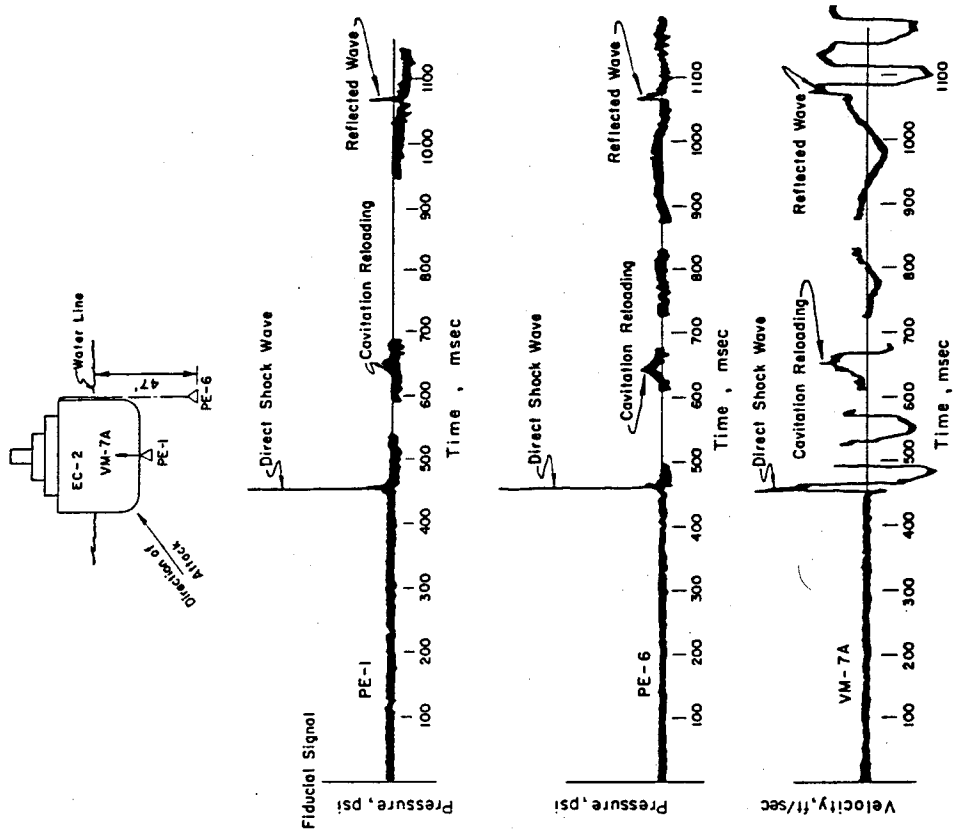 EC-2
VM-7A
PE-1
Water Line
47'
PE-6
Direction of
Attack
Fiducial Signal
Pressure, psi
PE-1
Direct Shock Wave
Cavitation Reloading
Reflected Wave
100 200 300 400 500 600 700 800 900 1000 1100
Time, msec
Pressure, psi
PE-6
Direct Shock Wave
Cavitation Reloading
Reflected Wave
100 200 300 400 500 600 700 800 900 1000 1100
Time, msec
Velocity, ft/sec
VM-7A
Direct Shock Wave
Cavitation Reloading
Reflected Wave
100 200 300 400 500 600 700 800 900 1000 1100
Time, msec